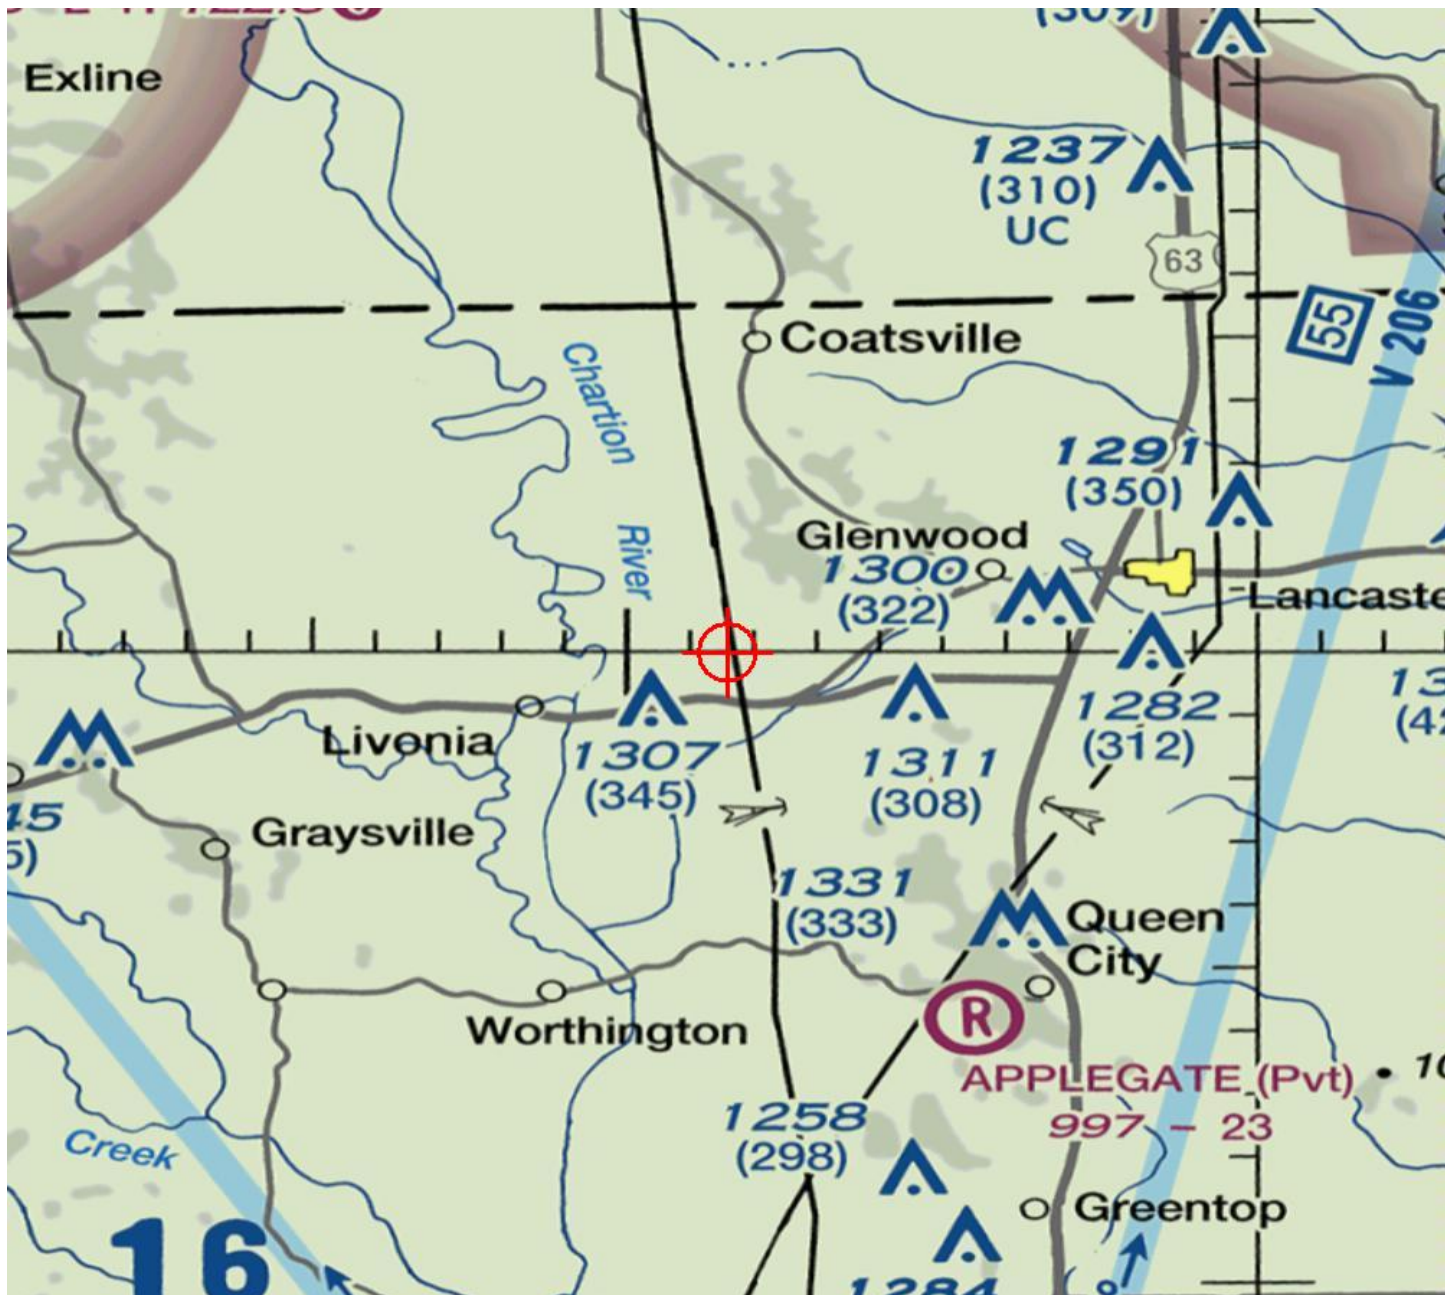 Exline
1237
(310)
UC
63
55
V 206
Coatsville
Chartion
River
1291
(350)
Glenwood
1300
(322)
Livonia
1307
(345)
1311
(308)
1282
(312)
Graysville
1331
(333)
Queen
City
Worthington
R
APPLEGATE (Pvt)
997 – 23
1258
(298)
Creek
16
Greentop